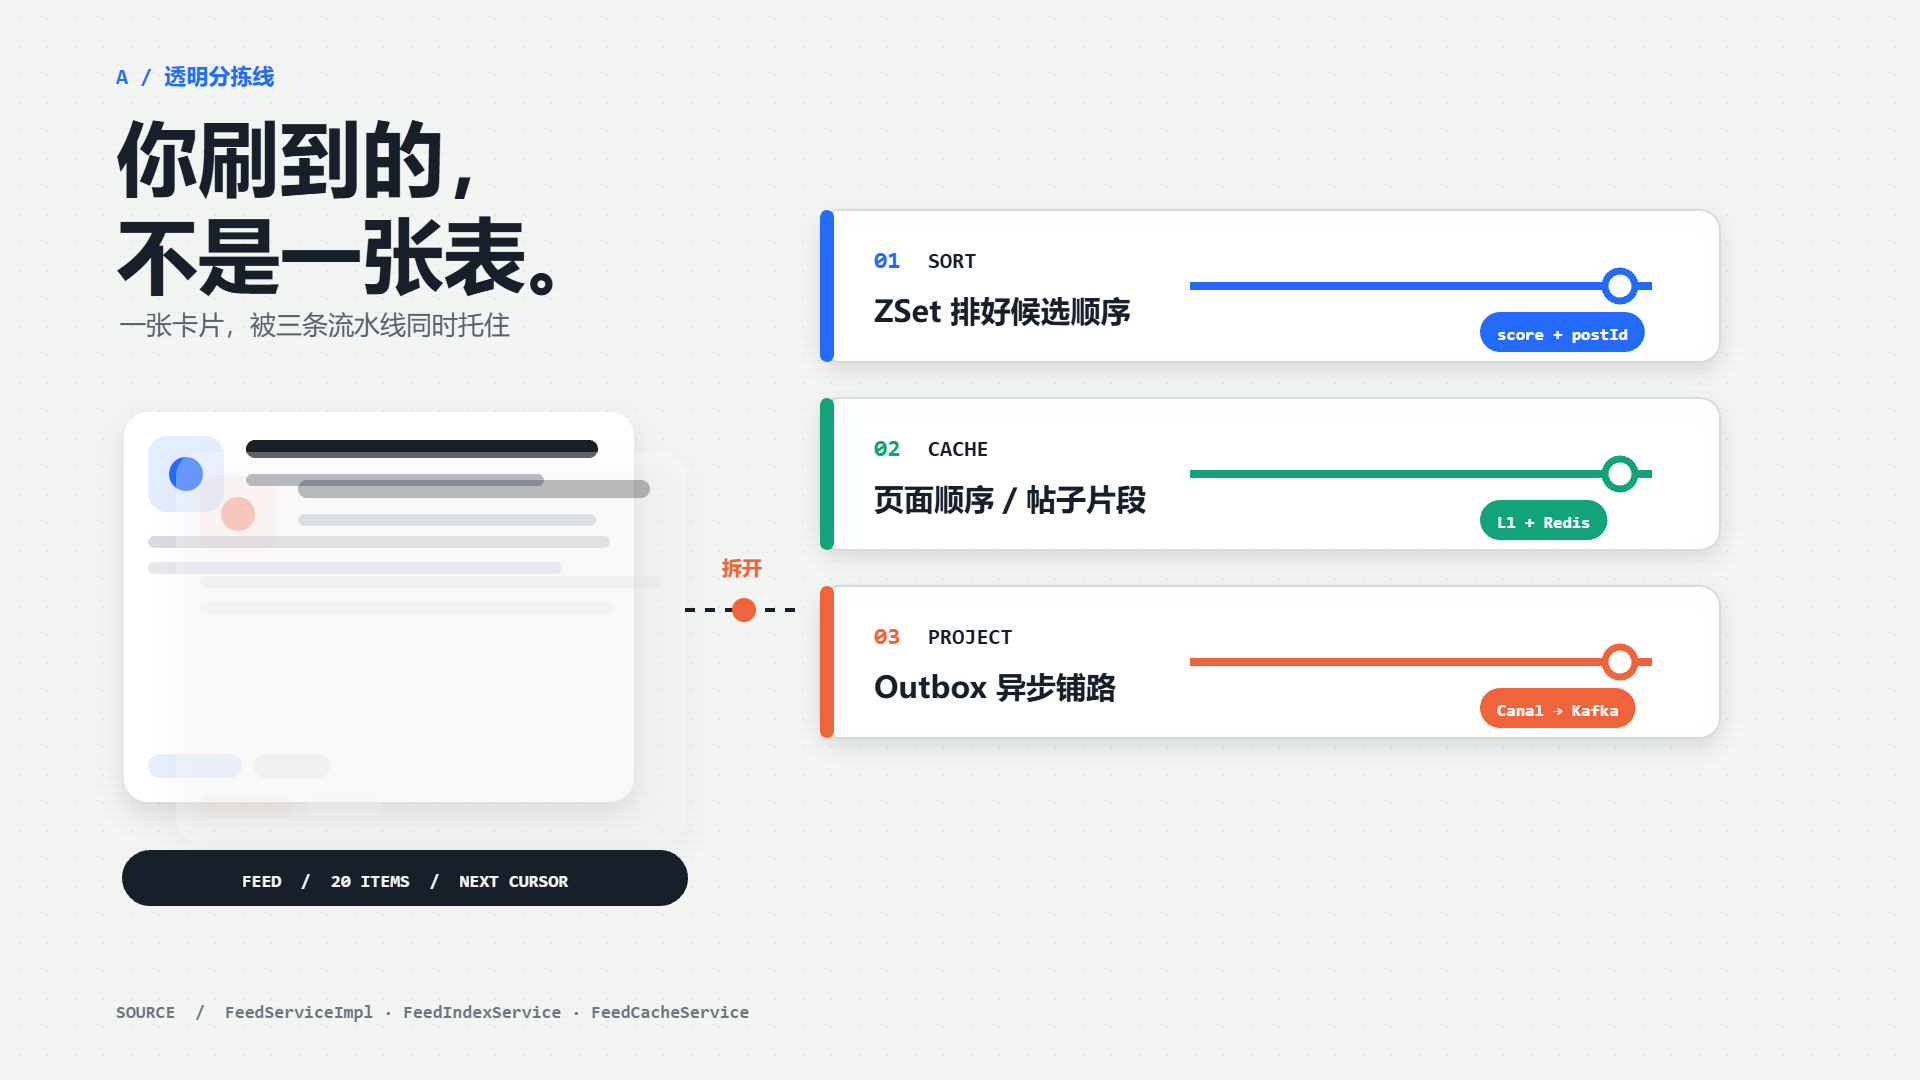 A / 透明分拣线
你刷到的，
不是一张表。
一张卡片，被三条流水线同时托住
拆开
01 SORT
ZSet 排好候选顺序
score + postId
02 CACHE
页面顺序 / 帖子片段
L1 + Redis
03 PROJECT
Outbox 异步铺路
Canal → Kafka
FEED / 20 ITEMS / NEXT CURSOR
SOURCE / FeedServiceImpl · FeedIndexService · FeedCacheService